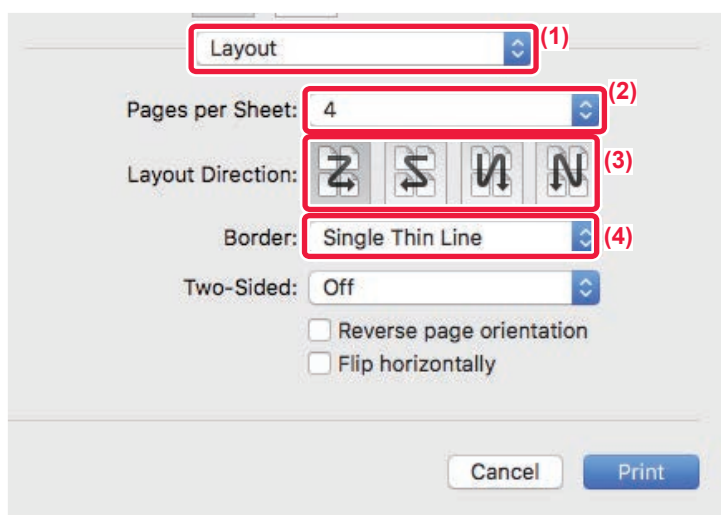 Layout (1)
Pages per Sheet: 4 (2)
Layout Direction: (3)
Border: Single Thin Line (4)
Two-Sided: Off
Reverse page orientation
Flip horizontally
Cancel Print